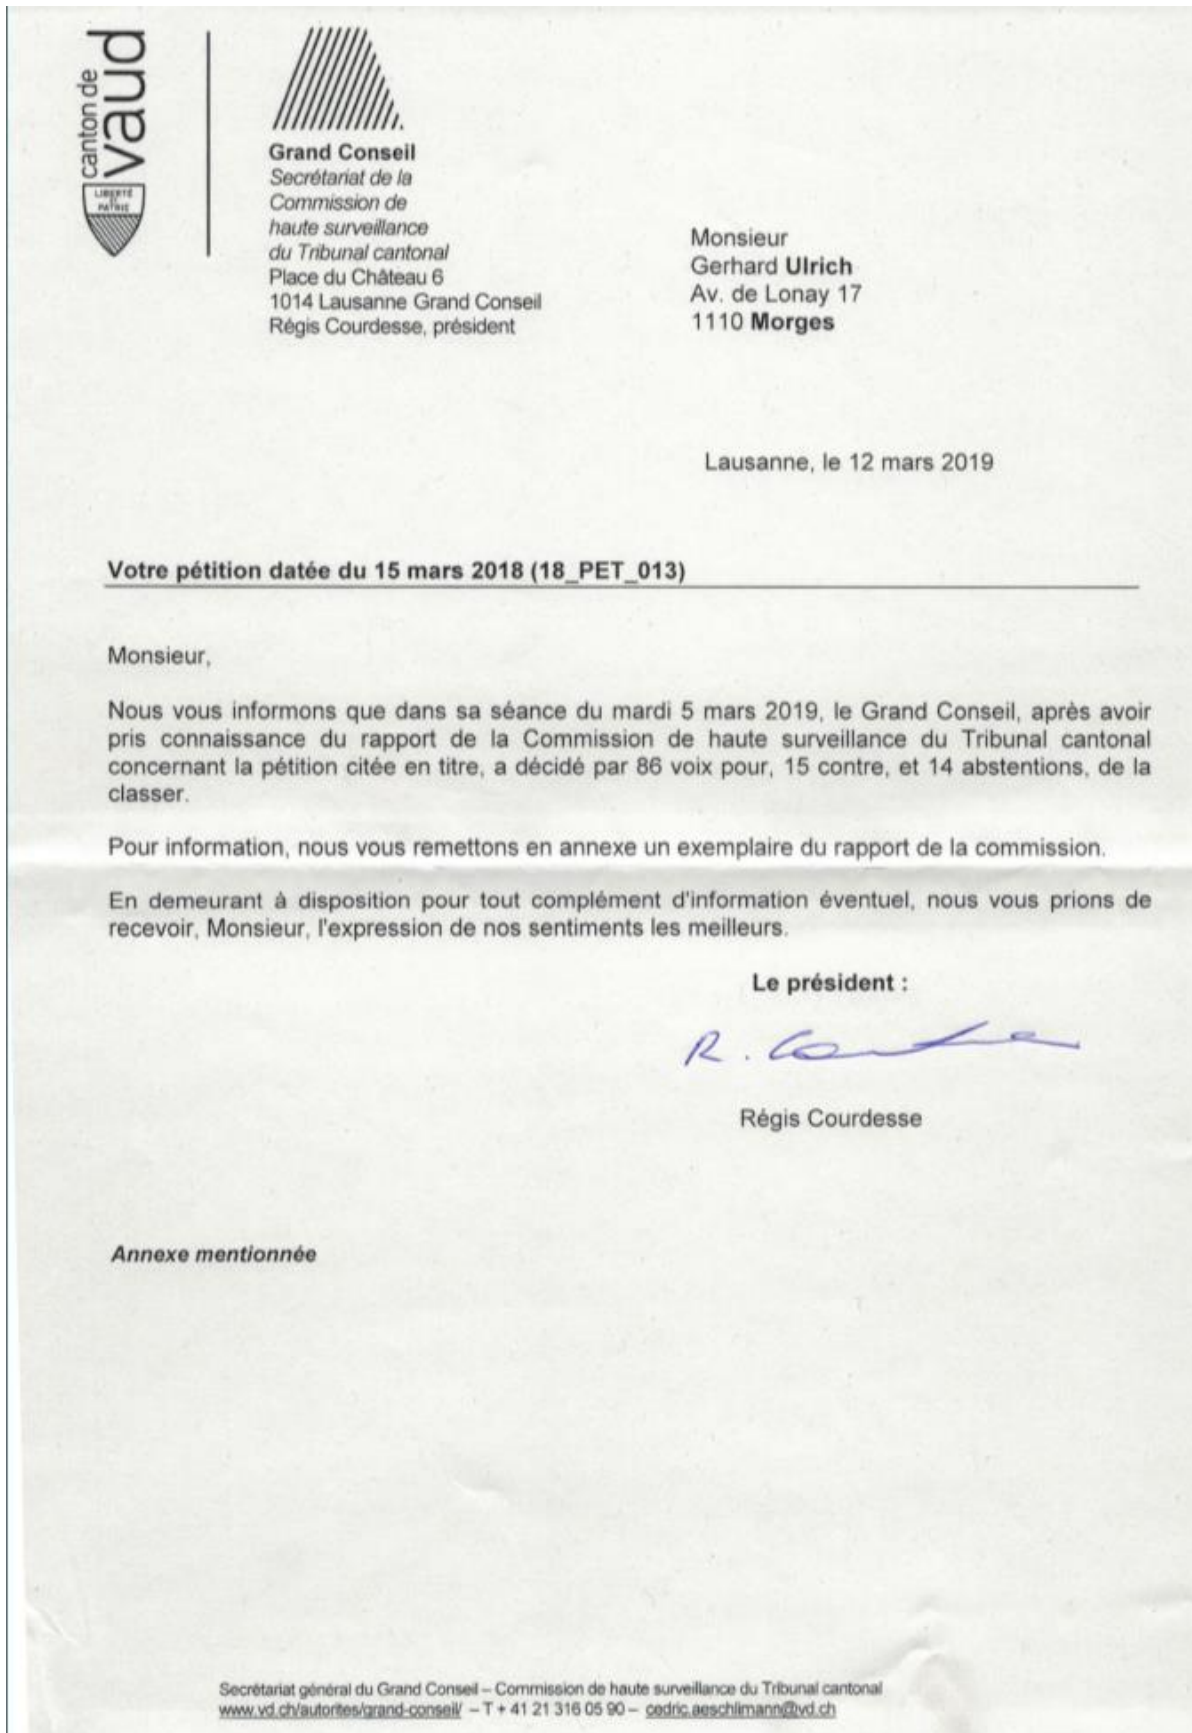 canton de
vaud
LIBERTÉ
ET
PATRIE
Grand Conseil
Secrétariat de la
Commission de
haute surveillance
du Tribunal cantonal
Place du Château 6
1014 Lausanne Grand Conseil
Régis Courdesse, président
Monsieur
Gerhard Ulrich
Av. de Lonay 17
1110 Morges
Lausanne, le 12 mars 2019
Votre pétition datée du 15 mars 2018 (18_PET_013)
Monsieur,
Nous vous informons que dans sa séance du mardi 5 mars 2019, le Grand Conseil, après avoir
pris connaissance du rapport de la Commission de haute surveillance du Tribunal cantonal
concernant la pétition citée en titre, a décidé par 86 voix pour, 15 contre, et 14 abstentions, de la
classer.
Pour information, nous vous remettons en annexe un exemplaire du rapport de la commission.
En demeurant à disposition pour tout complément d'information éventuel, nous vous prions de
recevoir, Monsieur, l'expression de nos sentiments les meilleurs.
Le président :
R.
Régis Courdesse
Annexe mentionnée
Secrétariat général du Grand Conseil – Commission de haute surveillance du Tribunal cantonal
www.vd.ch/autorites/grand-conseil/ – T + 41 21 316 05 90 – cedric.aeschlimann@vd.ch